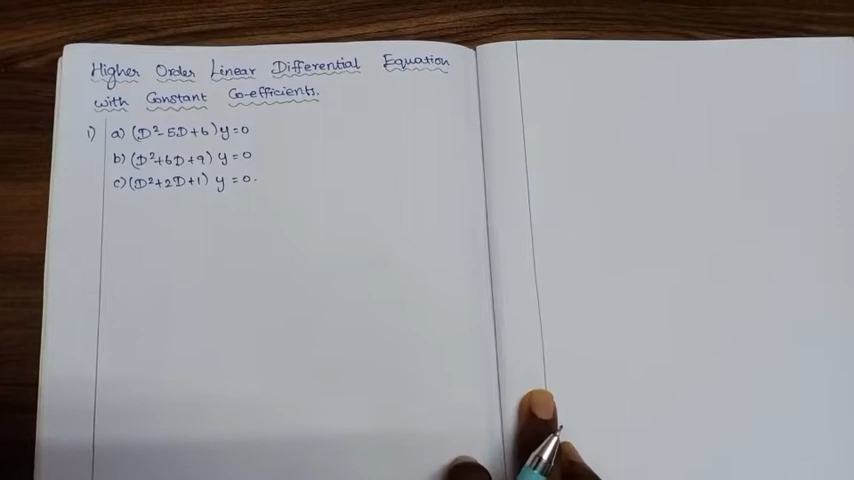 Higher Order Linear Differential Equation
with Constant Co-efficients.
1) a) (D²-5D+6)y=0
b) (D²+6D+9) y=0
c) (D²+2D+1) y=0.